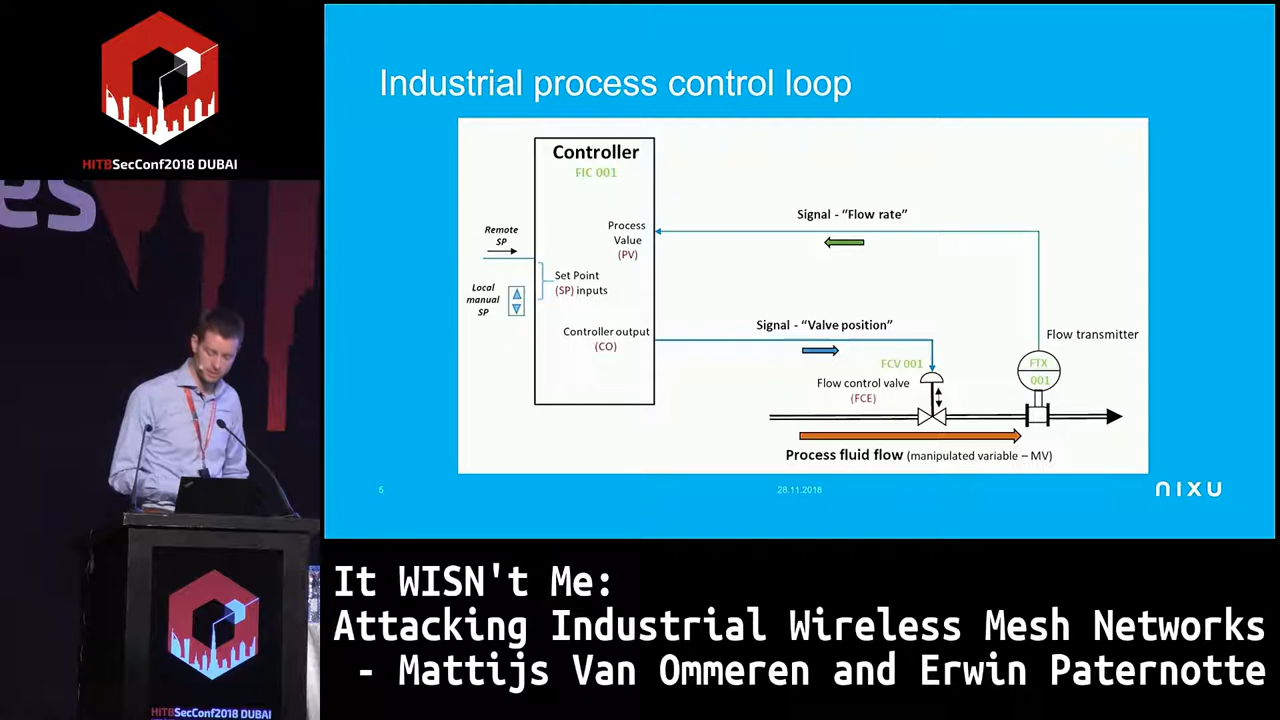 HITBSecConf2018 DUBAI
es
Industrial process control loop
Controller
FIC 001
Signal - “Flow rate”
Process
Value
(PV)
Remote
SP
Set Point
(SP) inputs
Local
manual
SP
Controller output
(CO)
Signal - “Valve position”
Flow transmitter
FTX
001
FCV 001
Flow control valve
(FCE)
Process fluid flow (manipulated variable – MV)
5
28.11.2018
NIXU
HITBSecConf2018 DUBAI
It WISN't Me:
Attacking Industrial Wireless Mesh Networks
- Mattijs Van Ommeren and Erwin Paternotte